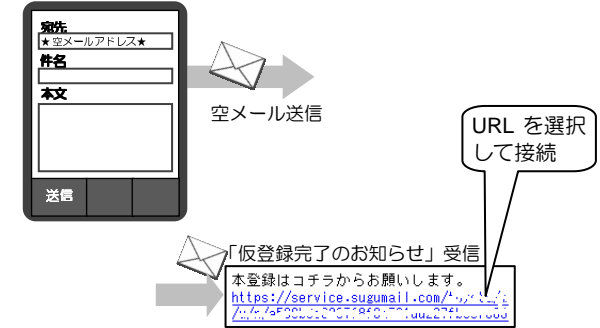 宛先
★空メールアドレス★
件名
本文
送信
空メール送信
URL を選択
して接続
「仮登録完了のお知らせ」受信
本登録はコチラからお願いします。
https://service.sugumail.com/